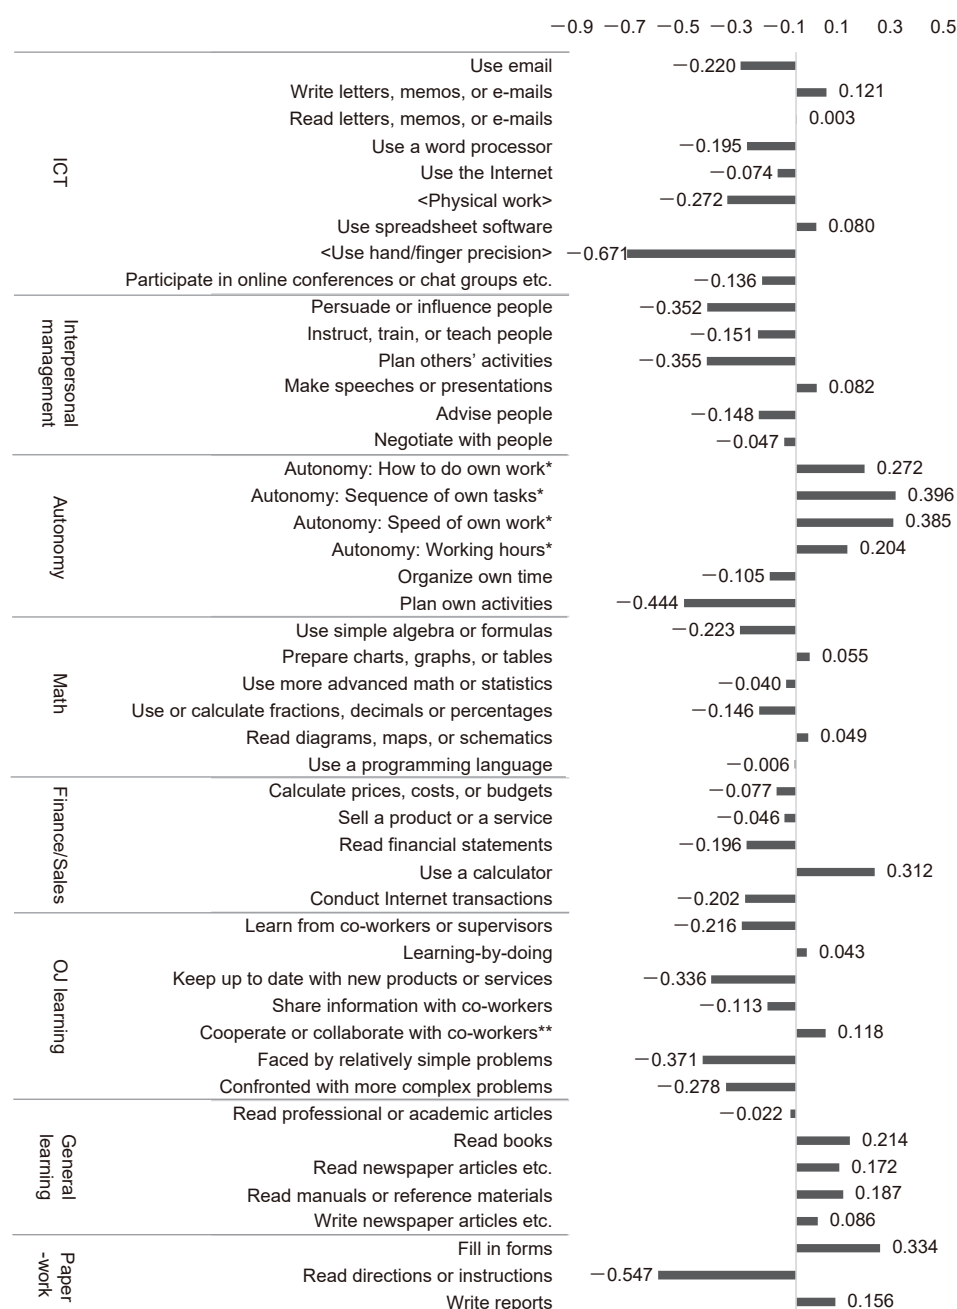 −0.9 −0.7 −0.5 −0.3 −0.1 0.1 0.3 0.5
ICT
Use email −0.220
Write letters, memos, or e-mails 0.121
Read letters, memos, or e-mails 0.003
Use a word processor −0.195
Use the Internet −0.074
<Physical work> −0.272
Use spreadsheet software 0.080
<Use hand/finger precision> −0.671
Participate in online conferences or chat groups etc. −0.136
Interpersonal
management
Persuade or influence people −0.352
Instruct, train, or teach people −0.151
Plan others’ activities −0.355
Make speeches or presentations 0.082
Advise people −0.148
Negotiate with people −0.047
Autonomy
Autonomy: How to do own work* 0.272
Autonomy: Sequence of own tasks* 0.396
Autonomy: Speed of own work* 0.385
Autonomy: Working hours* 0.204
Organize own time −0.105
Plan own activities −0.444
Math
Use simple algebra or formulas −0.223
Prepare charts, graphs, or tables 0.055
Use more advanced math or statistics −0.040
Use or calculate fractions, decimals or percentages −0.146
Read diagrams, maps, or schematics 0.049
Use a programming language −0.006
Finance/Sales
Calculate prices, costs, or budgets −0.077
Sell a product or a service −0.046
Read financial statements −0.196
Use a calculator 0.312
Conduct Internet transactions −0.202
OJ learning
Learn from co-workers or supervisors −0.216
Learning-by-doing 0.043
Keep up to date with new products or services −0.336
Share information with co-workers −0.113
Cooperate or collaborate with co-workers** 0.118
Faced by relatively simple problems −0.371
Confronted with more complex problems −0.278
General
learning
Read professional or academic articles −0.022
Read books 0.214
Read newspaper articles etc. 0.172
Read manuals or reference materials 0.187
Write newspaper articles etc. 0.086
Paper
-work
Fill in forms 0.334
Read directions or instructions −0.547
Write reports 0.156